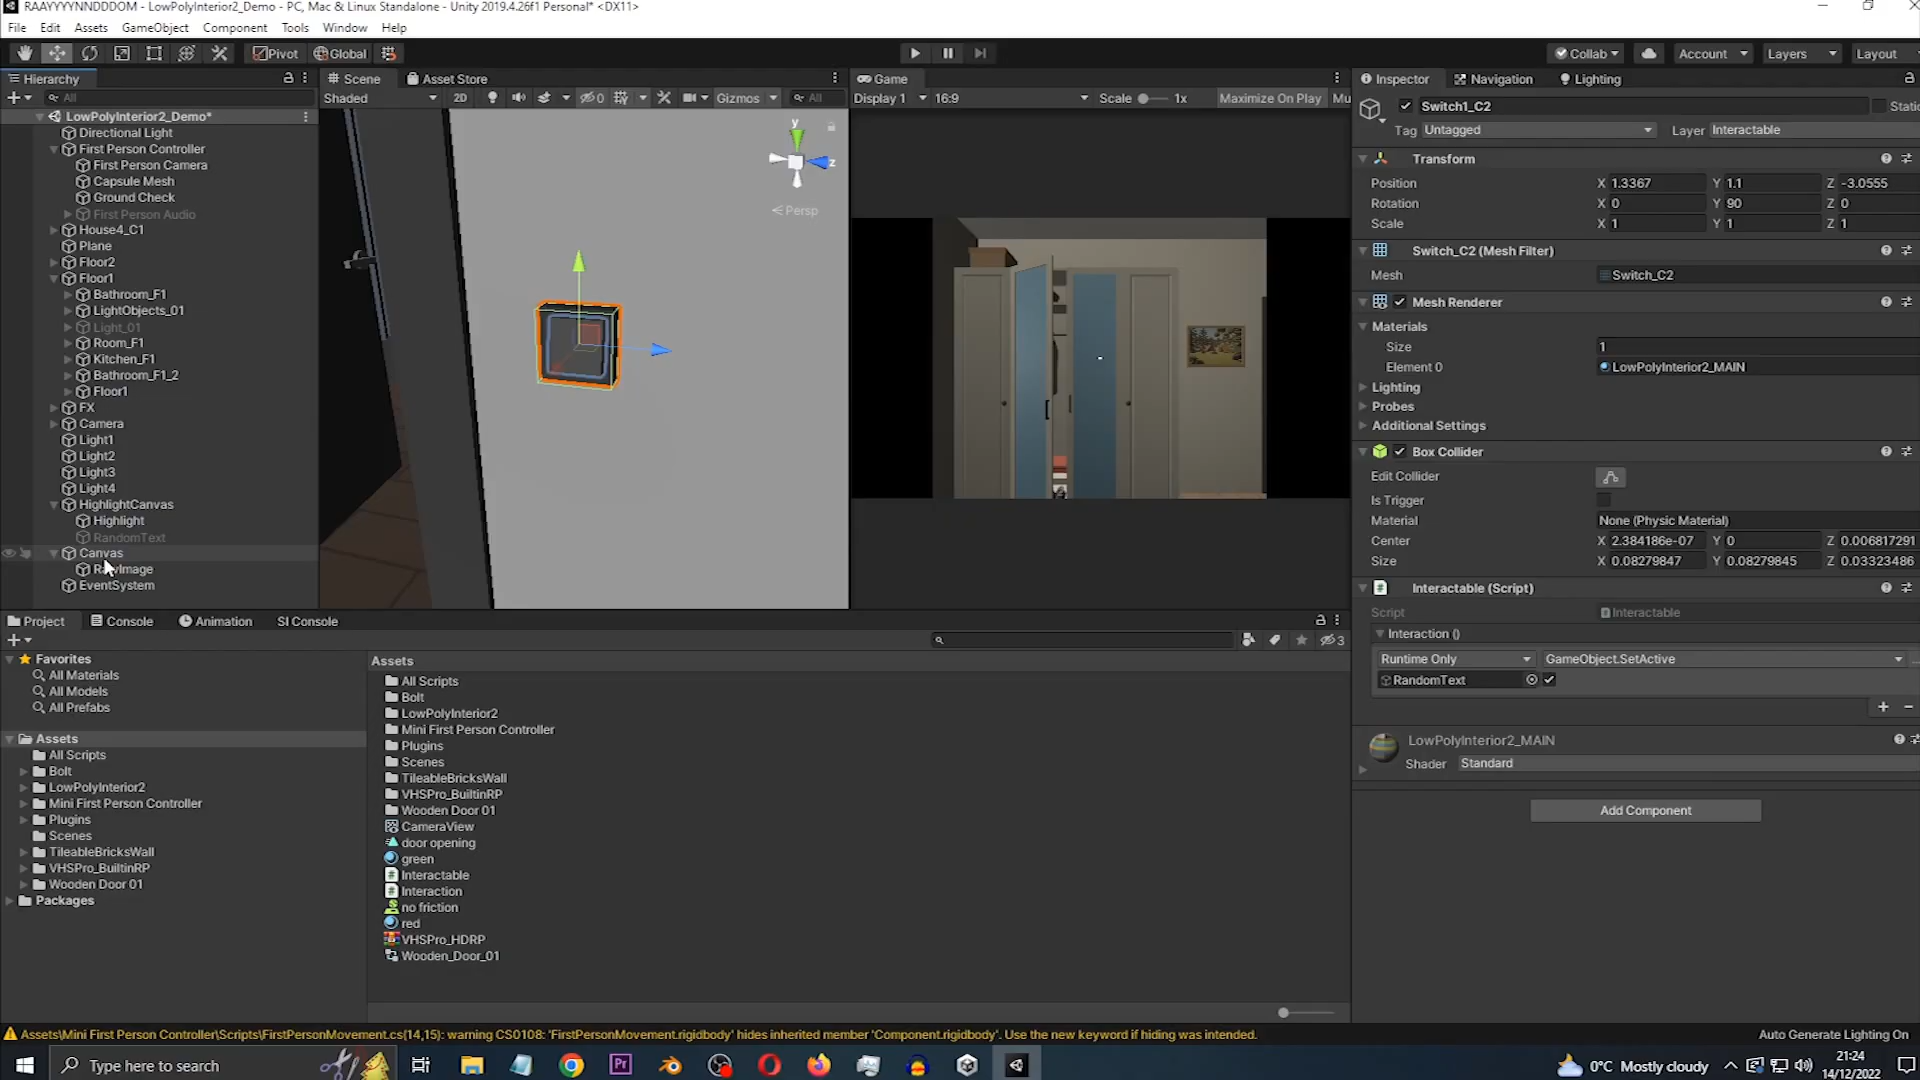 RAAYYYYNNDDDOM - LowPolyInterior2_Demo - PC, Mac & Linux Standalone - Unity 2019.4.26f1 Personal* <DX11>
File Edit Assets GameObject Component Tools Window Help
Pivot Global Collab Account Layers Layout
Hierarchy Scene Asset Store Game Inspector Navigation Lighting
All Shaded 2D 0 Gizmos All Display 1 16:9 Scale 1x Maximize On Play Mu
Switch1_C2 Static
Tag Untagged Layer Interactable
LowPolyInterior2_Demo*
Directional Light
First Person Controller
First Person Camera
Capsule Mesh
Ground Check
First Person Audio
House4_C1
Plane
Floor2
Floor1
Bathroom_F1
LightObjects_01
Light_01
Room_F1
Kitchen_F1
Bathroom_F1_2
Floor1
FX
Camera
Light1
Light2
Light3
Light4
HighlightCanvas
Highlight
RandomText
Canvas
EventSystem
y
z
Persp
Transform
Position X 1.3367 Y 1.1 Z -3.0555
Rotation X 0 Y 90 Z 0
Scale X 1 Y 1 Z 1
Switch_C2 (Mesh Filter)
Mesh Switch_C2
Mesh Renderer
Materials
Size 1
Element 0 LowPolyInterior2_MAIN
Lighting
Probes
Additional Settings
Box Collider
Edit Collider
Is Trigger
Material None (Physic Material)
Center X 2.384186e-07 Y 0 Z 0.006817291
Size X 0.08279847 Y 0.08279845 Z 0.03323486
Interactable (Script)
Script Interactable
Interaction ()
Runtime Only GameObject.SetActive
RandomText
LowPolyInterior2_MAIN
Shader Standard
Add Component
Project Console Animation SI Console
3
Favorites
All Materials
All Models
All Prefabs
Assets
All Scripts
Bolt
LowPolyInterior2
Mini First Person Controller
Plugins
Scenes
TileableBricksWall
VHSPro_BuiltinRP
Wooden Door 01
Packages
Assets
All Scripts
Bolt
LowPolyInterior2
Mini First Person Controller
Plugins
Scenes
TileableBricksWall
VHSPro_BuiltinRP
Wooden Door 01
CameraView
door opening
green
Interactable
Interaction
no friction
red
VHSPro_HDRP
Wooden_Door_01
Assets\Mini First Person Controller\Scripts\FirstPersonMovement.cs(14,15): warning CS0108: 'FirstPersonMovement.rigidbody' hides inherited member 'Component.rigidbody'. Use the new keyword if hiding was intended.
Auto Generate Lighting On
Type here to search
Pr
0°C Mostly cloudy
21:24
14/12/2022